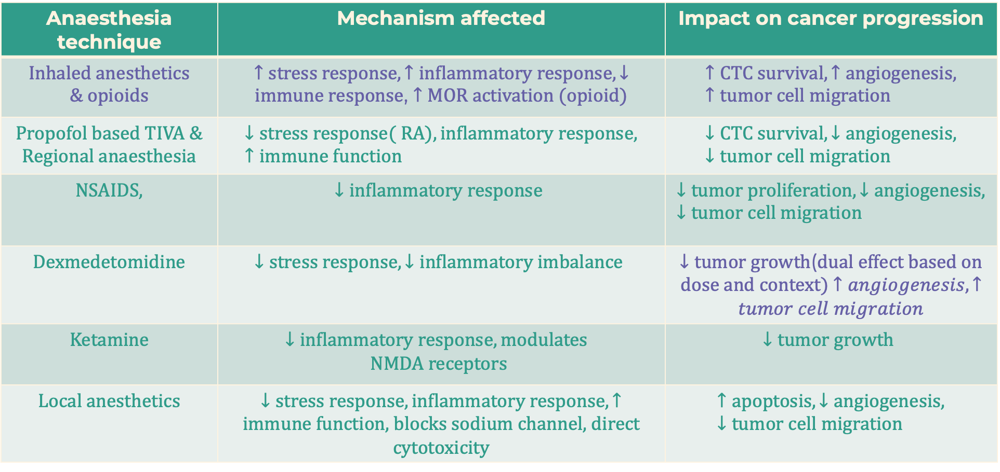 Anaesthesia
technique
Mechanism affected
Impact on cancer progression
Inhaled anesthetics
& opioids
↑ stress response, ↑ inflammatory response, ↓
immune response, ↑ MOR activation (opioid)
↑ CTC survival, ↑ angiogenesis,
↑ tumor cell migration
Propofol based TIVA &
Regional anaesthesia
↓ stress response( RA), inflammatory response,
↑ immune function
↓ CTC survival, ↓ angiogenesis,
↓ tumor cell migration
NSAIDS,
↓ inflammatory response
↓ tumor proliferation, ↓ angiogenesis,
↓ tumor cell migration
Dexmedetomidine
↓ stress response, ↓ inflammatory imbalance
↓ tumor growth(dual effect based on
dose and context) ↑ angiogenesis, ↑
tumor cell migration
Ketamine
↓ inflammatory response, modulates
NMDA receptors
↓ tumor growth
Local anesthetics
↓ stress response, inflammatory response, ↑
immune function, blocks sodium channel, direct
cytotoxicity
↑ apoptosis, ↓ angiogenesis,
↓ tumor cell migration